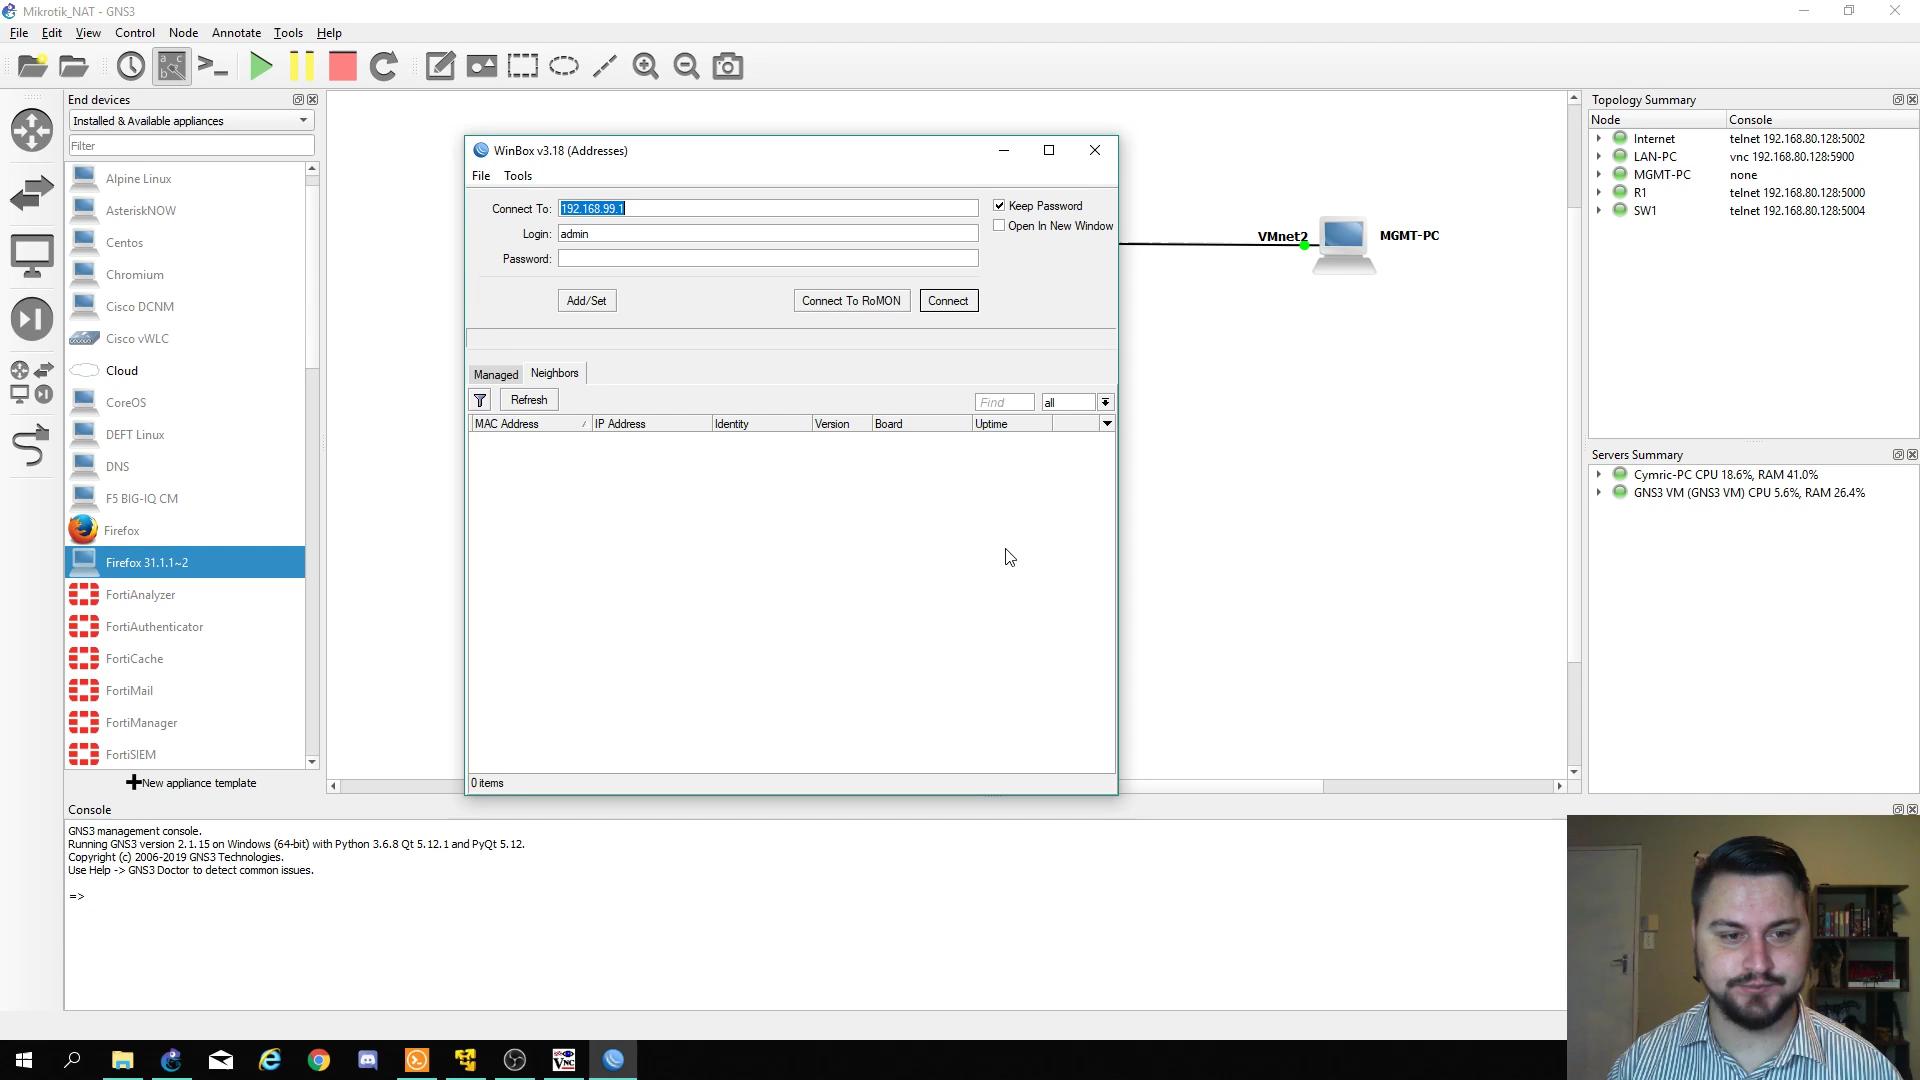 Mikrotik_NAT - GNS3
File Edit View Control Node Annotate Tools Help
End devices
Installed & Available appliances
Filter
Alpine Linux
AsteriskNOW
Centos
Chromium
Cisco DCNM
Cisco vWLC
Cloud
CoreOS
DEFT Linux
DNS
F5 BIG-IQ CM
Firefox
Firefox 31.1.1~2
FortiAnalyzer
FortiAuthenticator
FortiCache
FortiMail
FortiManager
FortiSIEM
New appliance template
WinBox v3.18 (Addresses)
File Tools
Connect To: 192.168.99.1
Keep Password
Login: admin
Open In New Window
Password:
Add/Set Connect To RoMON Connect
Managed Neighbors
Refresh Find all
MAC Address IP Address Identity Version Board Uptime
0 items
VMnet2 MGMT-PC
Topology Summary
Node Console
Internet telnet 192.168.80.128:5002
LAN-PC vnc 192.168.80.128:5900
MGMT-PC none
R1 telnet 192.168.80.128:5000
SW1 telnet 192.168.80.128:5004
Servers Summary
Cymric-PC CPU 18.6%, RAM 41.0%
GNS3 VM (GNS3 VM) CPU 5.6%, RAM 26.4%
Console
GNS3 management console.
Running GNS3 version 2.1.15 on Windows (64-bit) with Python 3.6.8 Qt 5.12.1 and PyQt 5.12.
Copyright (c) 2006-2019 GNS3 Technologies.
Use Help -> GNS3 Doctor to detect common issues.
=>